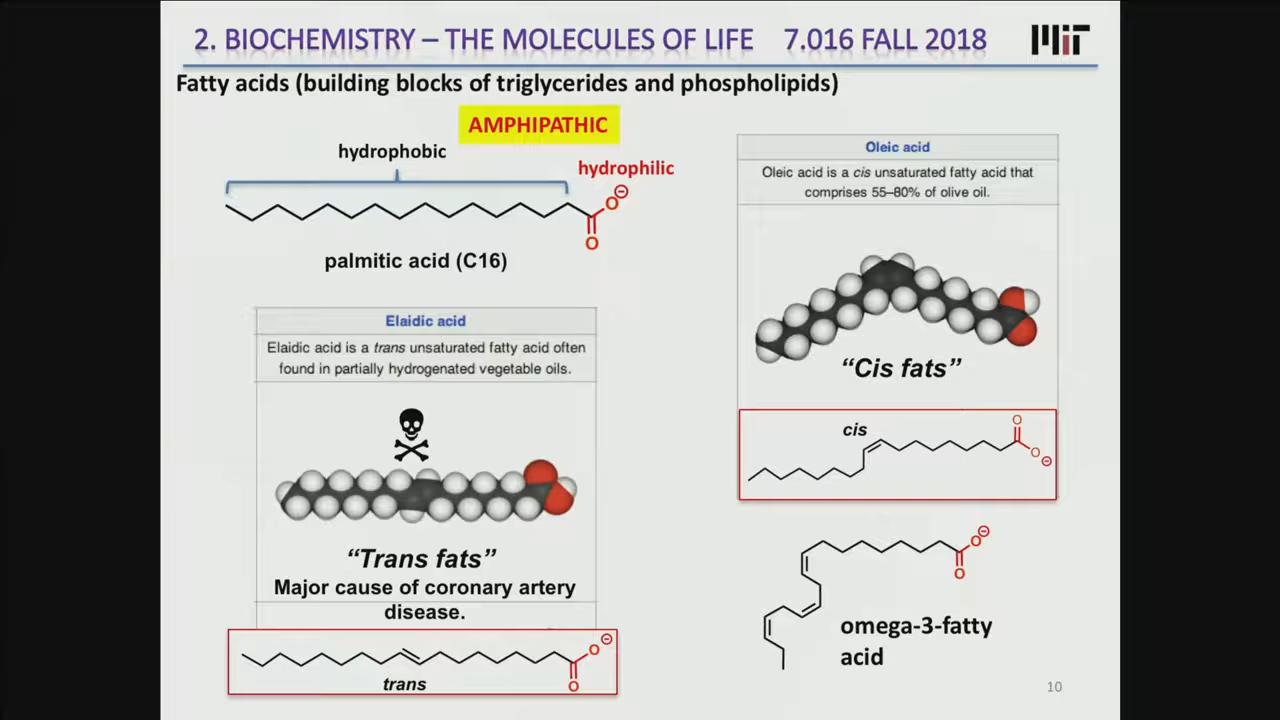 2. BIOCHEMISTRY – THE MOLECULES OF LIFE 7.016 FALL 2018
MIT
Fatty acids (building blocks of triglycerides and phospholipids)
AMPHIPATHIC
hydrophobic
hydrophilic
O
O
palmitic acid (C16)
Elaidic acid
Elaidic acid is a trans unsaturated fatty acid often
found in partially hydrogenated vegetable oils.
“Trans fats”
Major cause of coronary artery
disease.
O
O
trans
Oleic acid
Oleic acid is a cis unsaturated fatty acid that
comprises 55–80% of olive oil.
“Cis fats”
cis
O
O
O
O
omega-3-fatty
acid
10